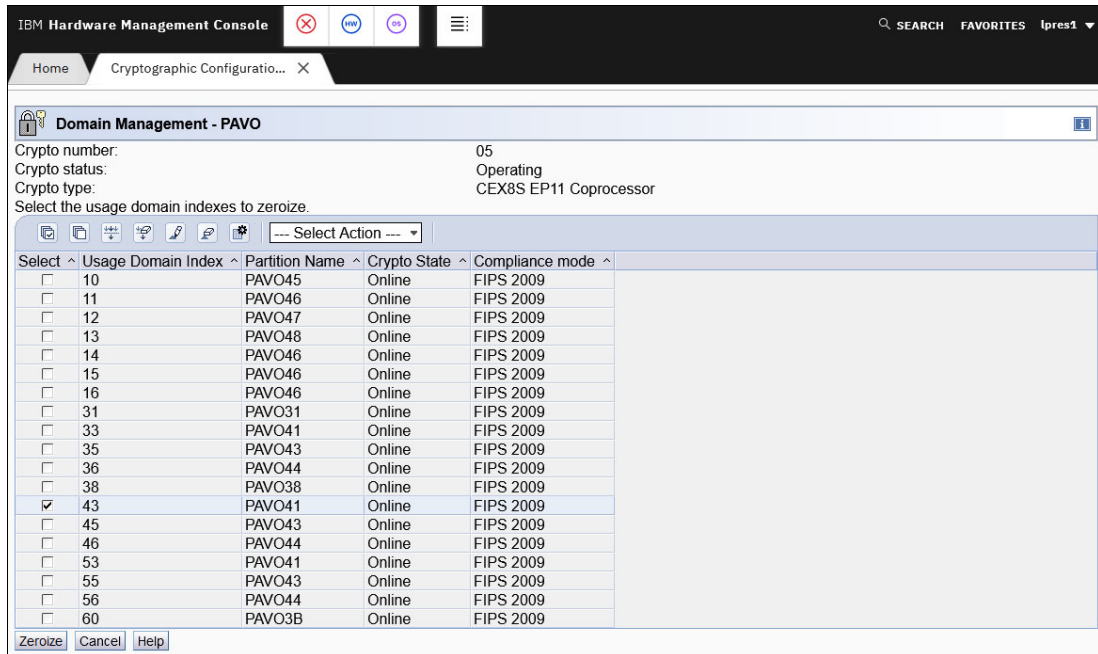 IBM Hardware Management Console HW OS SEARCH FAVORITES lpres1
Home Cryptographic Configuratio...
Domain Management - PAVO
Crypto number: 05
Crypto status: Operating
Crypto type: CEX8S EP11 Coprocessor
Select the usage domain indexes to zeroize.
--- Select Action ---
Select Usage Domain Index Partition Name Crypto State Compliance mode
10 PAVO45 Online FIPS 2009
11 PAVO46 Online FIPS 2009
12 PAVO47 Online FIPS 2009
13 PAVO48 Online FIPS 2009
14 PAVO46 Online FIPS 2009
15 PAVO46 Online FIPS 2009
16 PAVO46 Online FIPS 2009
31 PAVO31 Online FIPS 2009
33 PAVO41 Online FIPS 2009
35 PAVO43 Online FIPS 2009
36 PAVO44 Online FIPS 2009
38 PAVO38 Online FIPS 2009
43 PAVO41 Online FIPS 2009
45 PAVO43 Online FIPS 2009
46 PAVO44 Online FIPS 2009
53 PAVO41 Online FIPS 2009
55 PAVO43 Online FIPS 2009
56 PAVO44 Online FIPS 2009
60 PAVO3B Online FIPS 2009
Zeroize Cancel Help